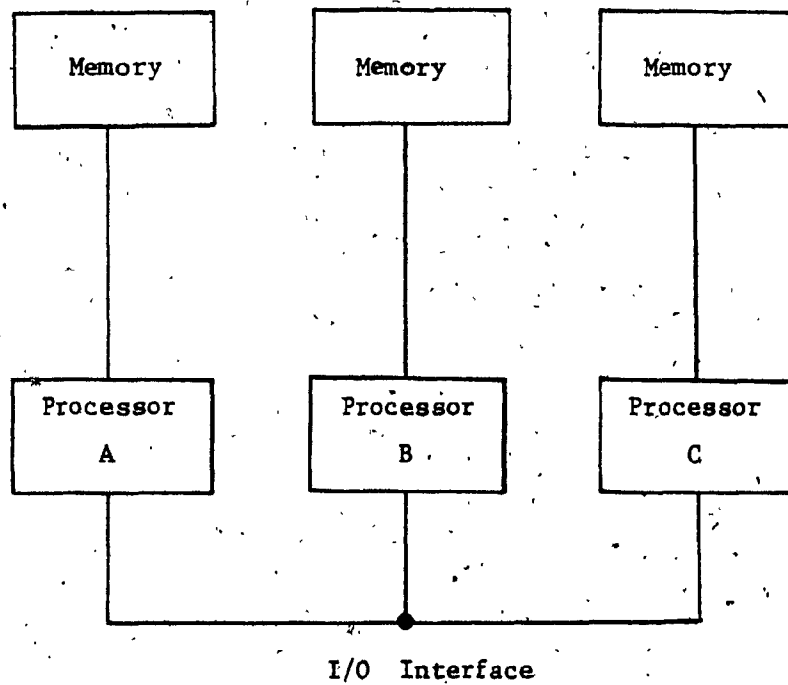 Memory
Memory
Memory
Processor
A
Processor
B
Processor
C
I/O Interface